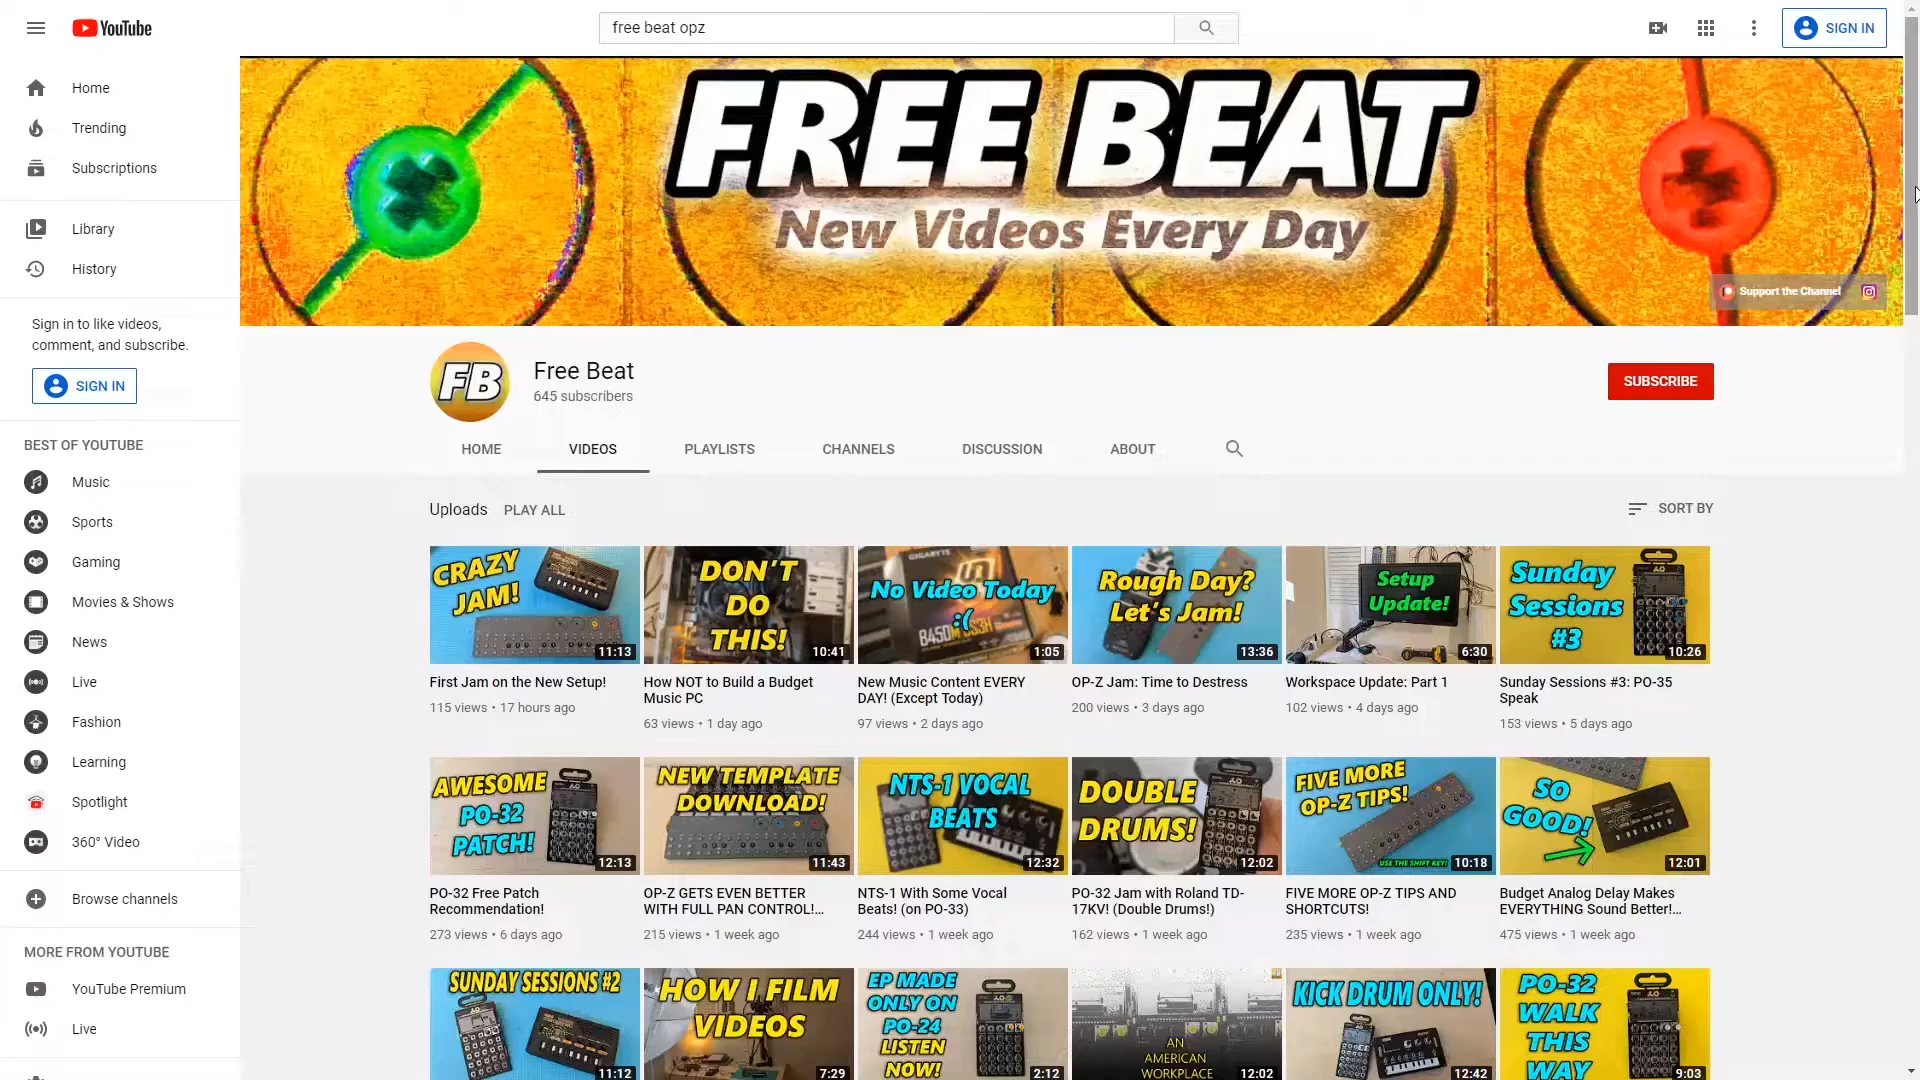 YouTube
free beat opz
SIGN IN
Home
Trending
Subscriptions
Library
History
Sign in to like videos,
comment, and subscribe.
SIGN IN
BEST OF YOUTUBE
Music
Sports
Gaming
Movies & Shows
News
Live
Fashion
Learning
Spotlight
360° Video
Browse channels
MORE FROM YOUTUBE
YouTube Premium
Live
FREE BEAT
New Videos Every Day
Support the Channel
FB
Free Beat
645 subscribers
SUBSCRIBE
HOME
VIDEOS
PLAYLISTS
CHANNELS
DISCUSSION
ABOUT
Uploads
PLAY ALL
SORT BY
CRAZY
JAM!
11:13
First Jam on the New Setup!
115 views • 17 hours ago
DON'T
DO
THIS!
10:41
How NOT to Build a Budget
Music PC
63 views • 1 day ago
GIGABYTE
No Video Today
:(
B450M DS3H
1:05
New Music Content EVERY
DAY! (Except Today)
97 views • 2 days ago
Rough Day?
Let's Jam!
13:36
OP-Z Jam: Time to Destress
200 views • 3 days ago
Setup
Update!
6:30
Workspace Update: Part 1
102 views • 4 days ago
Sunday
Sessions
#3
10:26
Sunday Sessions #3: PO-35
Speak
153 views • 5 days ago
AWESOME
PO-32
PATCH!
12:13
PO-32 Free Patch
Recommendation!
273 views • 6 days ago
NEW TEMPLATE
DOWNLOAD!
11:43
OP-Z GETS EVEN BETTER
WITH FULL PAN CONTROL!...
215 views • 1 week ago
NTS-1 VOCAL
BEATS
12:32
NTS-1 With Some Vocal
Beats! (on PO-33)
244 views • 1 week ago
DOUBLE
DRUMS!
12:02
PO-32 Jam with Roland TD-
17KV! (Double Drums!)
162 views • 1 week ago
FIVE MORE
OP-Z TIPS!
USE THE SHIFT KEY!
10:18
FIVE MORE OP-Z TIPS AND
SHORTCUTS!
235 views • 1 week ago
SO
GOOD!
12:01
Budget Analog Delay Makes
EVERYTHING Sound Better!...
475 views • 1 week ago
SUNDAY SESSIONS #2
11:12
HOW I FILM
VIDEOS
7:29
EP MADE
ONLY ON
PO-24
LISTEN
NOW!
2:12
AN
AMERICAN
WORKPLACE
12:02
KICK DRUM ONLY!
12:42
PO-32
WALK
THIS
WAY
9:03